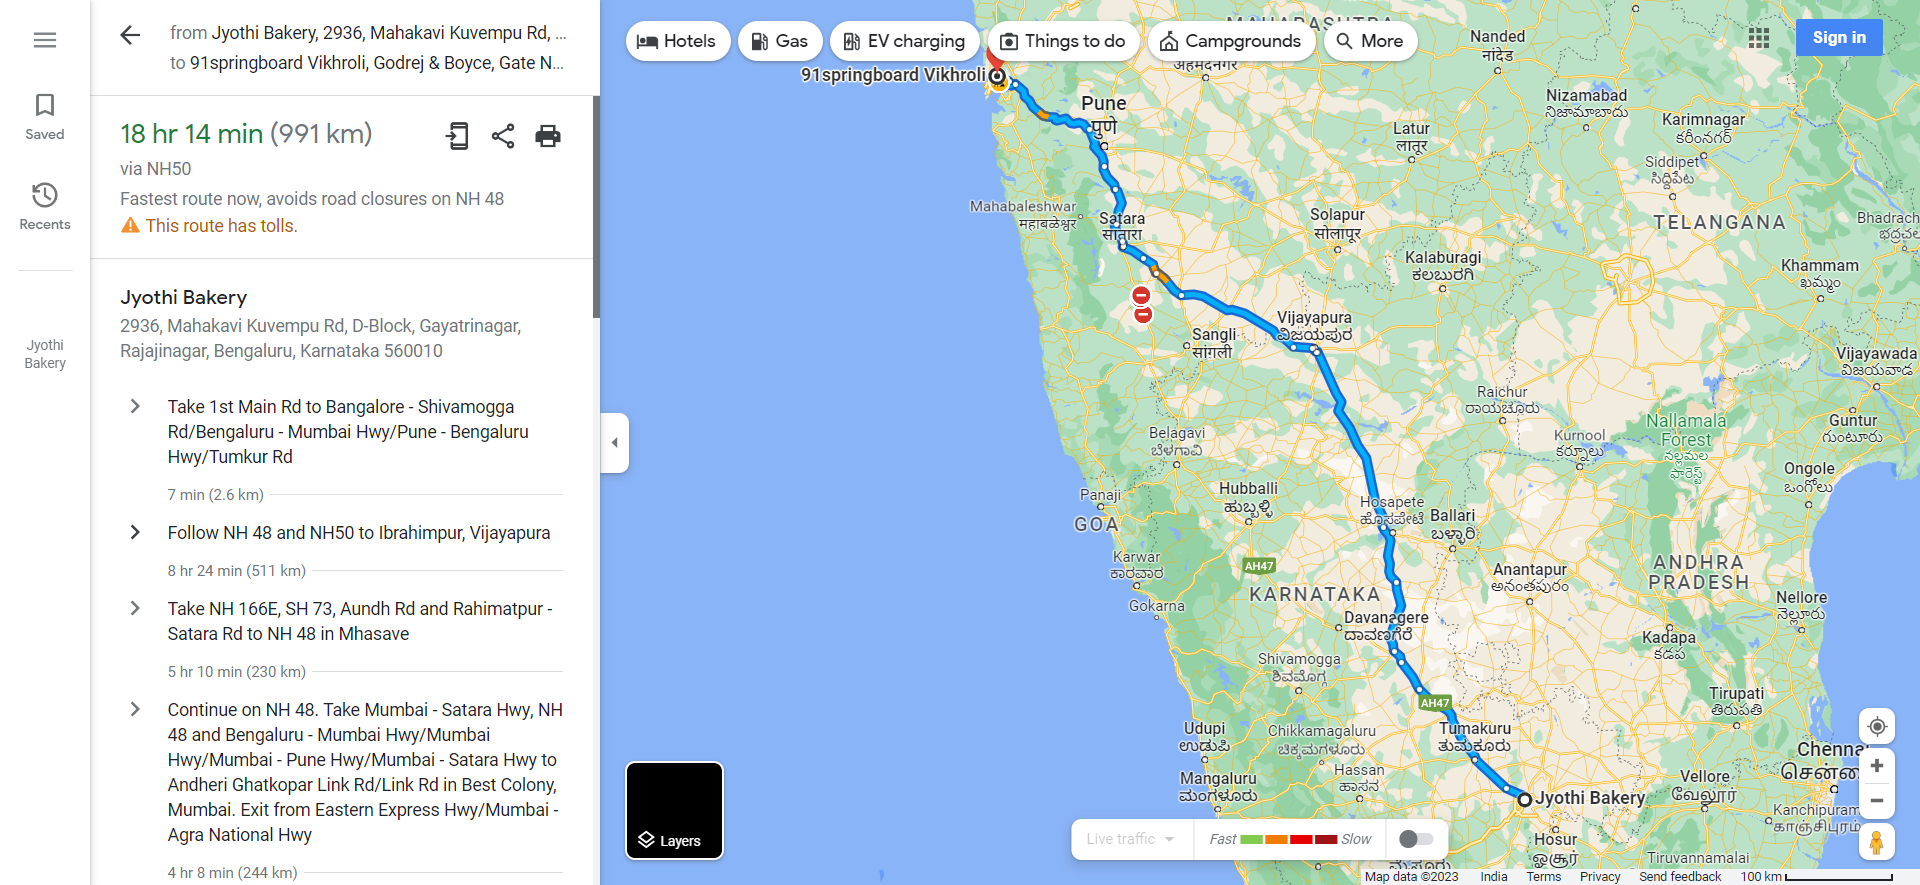 Saved
Recents
Jyothi
Bakery
from Jyothi Bakery, 2936, Mahakavi Kuvempu Rd, ...
to 91springboard Vikhroli, Godrej & Boyce, Gate N...
18 hr 14 min (991 km)
via NH50
Fastest route now, avoids road closures on NH 48
This route has tolls.
Jyothi Bakery
2936, Mahakavi Kuvempu Rd, D-Block, Gayatrinagar,
Rajajinagar, Bengaluru, Karnataka 560010
Take 1st Main Rd to Bangalore - Shivamogga
Rd/Bengaluru - Mumbai Hwy/Pune - Bengaluru
Hwy/Tumkur Rd
7 min (2.6 km)
Follow NH 48 and NH50 to Ibrahimpur, Vijayapura
8 hr 24 min (511 km)
Take NH 166E, SH 73, Aundh Rd and Rahimatpur -
Satara Rd to NH 48 in Mhasave
5 hr 10 min (230 km)
Continue on NH 48. Take Mumbai - Satara Hwy, NH
48 and Bengaluru - Mumbai Hwy/Mumbai
Hwy/Mumbai - Pune Hwy/Mumbai - Satara Hwy to
Andheri Ghatkopar Link Rd/Link Rd in Best Colony,
Mumbai. Exit from Eastern Express Hwy/Mumbai -
Agra National Hwy
4 hr 8 min (244 km)
Hotels
Gas
EV charging
Things to do
Campgrounds
More
Sign in
MAHARASHTRA
91springboard Vikhroli
अहमदनगर
Nanded
नांदेड
Pune
पुणे
Nizamabad
ನಿಜಾಮಾಬಾದು
Karimnagar
కరీంనగర్
Latur
लातूर
Siddipet
సిద్దిపేట
Mahabaleshwar
महाबळेश्वर
Satara
सातारा
Solapur
सोलापूर
TELANGANA
Bhadrach
భద్రాచల
Kalaburagi
ಕಲಬುರಗಿ
Khammam
ఖమ్మం
Vijayapura
ವಿಜಯಪುರ
Sangli
सांगली
Vijayawada
విజయవాడ
Raichur
ರಾಯಚೂರು
Belagavi
ಬೆಳಗಾವಿ
Kurnool
కర్నూలు
Nallamala
Forest
నల్లమల
ఫారెస్ట్
Guntur
గుంటూరు
Ongole
ఒంగోలు
Panaji
GOA
Hubballi
ಹುಬ್ಬಳ್ಳಿ
Hosapete
ಹೊಸಪೇಟೆ
Ballari
ಬಳ್ಳಾರಿ
Karwar
ಕಾರವಾರ
AH47
Gokarna
KARNATAKA
Anantapur
అనంతపురం
ANDHRA
PRADESH
Nellore
నెల్లూరు
Davanagere
ದಾವಣಗೆರೆ
Kadapa
కడప
Shivamogga
ಶಿವಮೊಗ್ಗ
AH47
Tirupati
తిరుపతి
Udupi
ಉಡುಪಿ
Chikkamagaluru
ಚಿಕ್ಕಮಗಳೂರು
Tumakuru
ತುಮಕೂರು
Chennai
சென்னை
Mangaluru
ಮಂಗಳೂರು
Hassan
ಹಾಸನ
Vellore
வேலூர்
Jyothi Bakery
Kanchipuram
காஞ்சிபுரம்
Hosur
ஓசூர்
Tiruvannamalai
Layers
Live traffic
Fast
Slow
Map data ©2023
India
Terms
Privacy
Send feedback
100 km